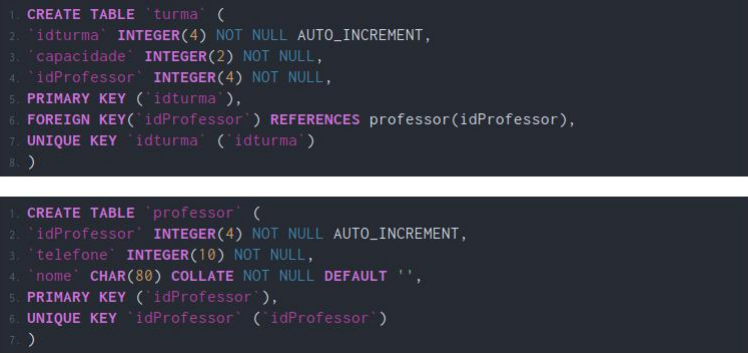 1. CREATE TABLE `turma` (
2. `idturma` INTEGER(4) NOT NULL AUTO_INCREMENT,
3. `capacidade` INTEGER(2) NOT NULL,
4. `idProfessor` INTEGER(4) NOT NULL,
5. PRIMARY KEY (`idturma`),
6. FOREIGN KEY(`idProfessor`) REFERENCES professor(idProfessor),
7. UNIQUE KEY `idturma` (`idturma`)
8. )
1. CREATE TABLE `professor` (
2. `idProfessor` INTEGER(4) NOT NULL AUTO_INCREMENT,
3. `telefone` INTEGER(10) NOT NULL,
4. `nome` CHAR(80) COLLATE NOT NULL DEFAULT '',
5. PRIMARY KEY (`idProfessor`),
6. UNIQUE KEY `idProfessor` (`idProfessor`)
7. )